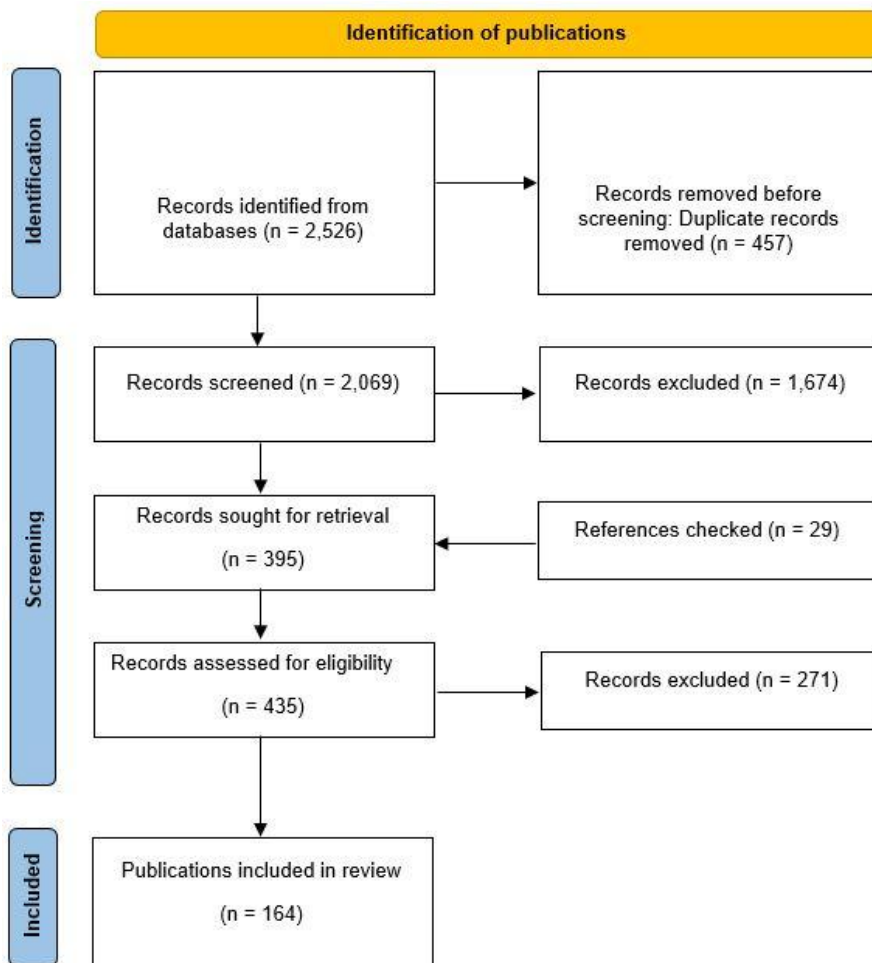 Identification of publications
Identification
Records identified from
databases (n = 2,526)
Records removed before
screening: Duplicate records
removed (n = 457)
Screening
Records screened (n = 2,069)
Records excluded (n = 1,674)
Records sought for retrieval
(n = 395)
References checked (n = 29)
Records assessed for eligibility
(n = 435)
Records excluded (n = 271)
Included
Publications included in review
(n = 164)